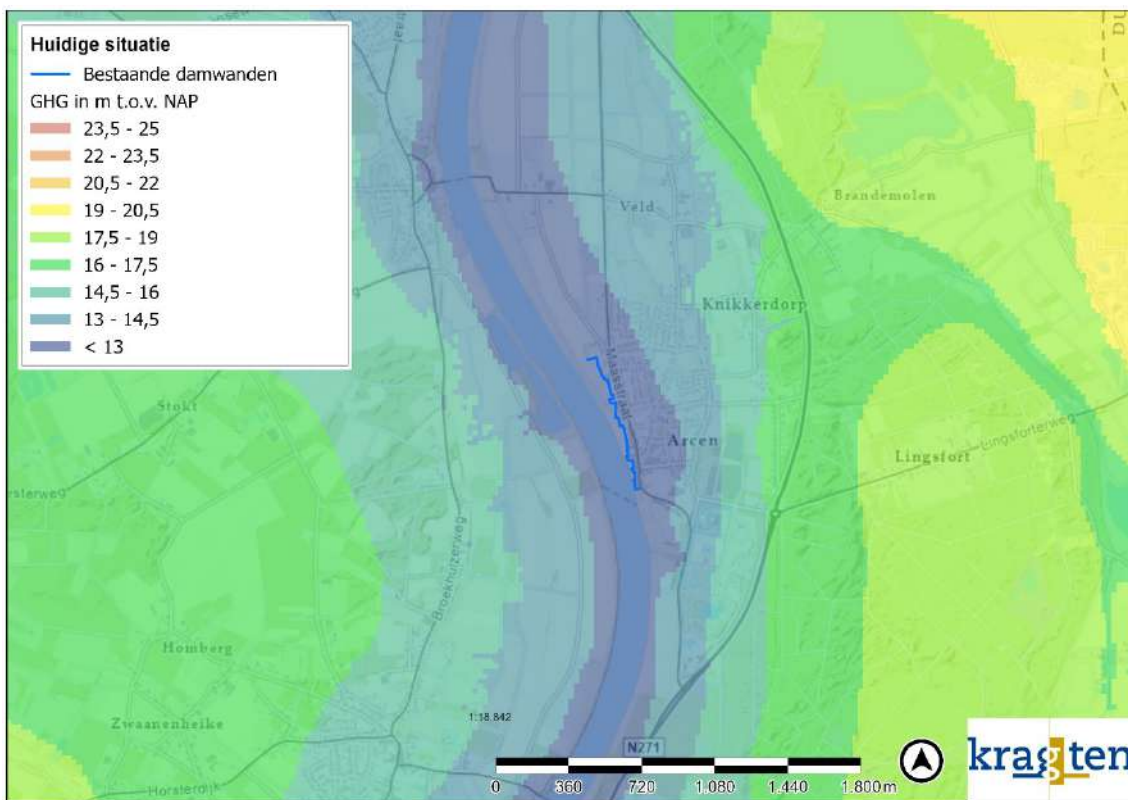 Huidige situatie
Bestaande damwanden
GHG in m t.o.v. NAP
23,5 - 25
22 - 23,5
20,5 - 22
19 - 20,5
17,5 - 19
16 - 17,5
14,5 - 16
13 - 14,5
< 13
Brandemolen
Veld
Knikkerdorp
Maasstraat
Stokt
Arcen
Lingsfort
Lingsforterweg
Broekhuizerweg
Homberg
Zwaanenheike
1:18.842
N271
Horsterdijk
0 360 720 1.080 1.440 1.800 m
kragten